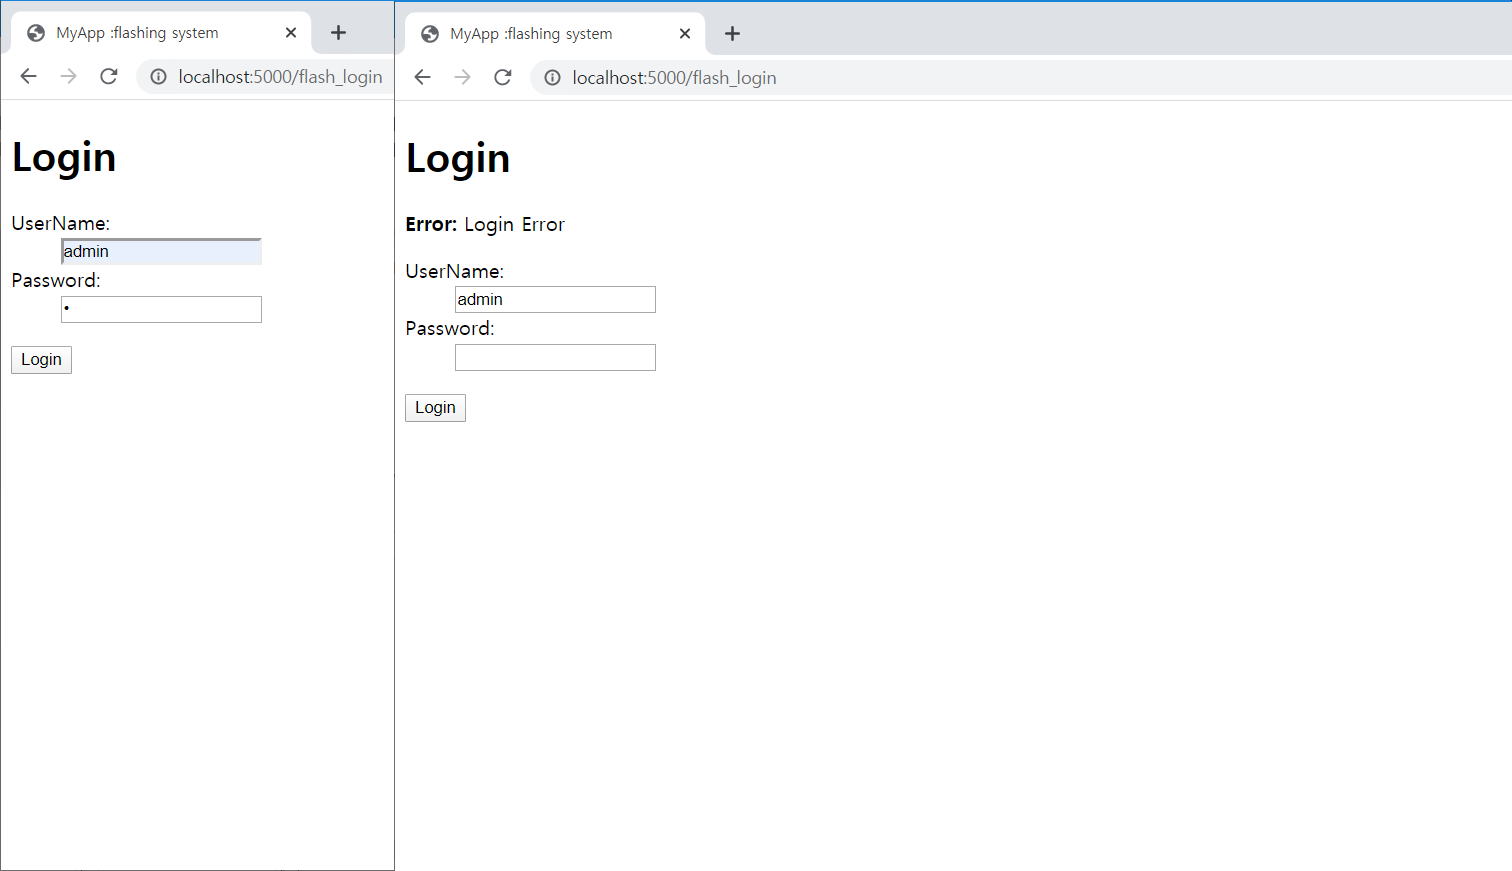 MyApp :flashing system
localhost:5000/flash_login
Login
UserName:
admin
Password:
•
Login
MyApp :flashing system
localhost:5000/flash_login
Login
Error: Login Error
UserName:
admin
Password:
Login